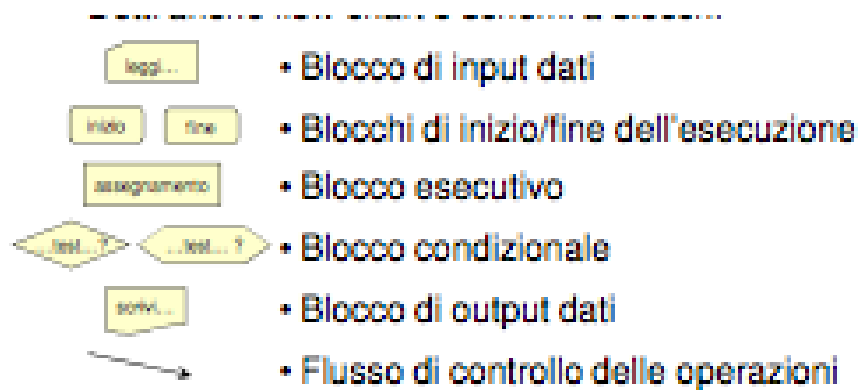 leggi... • Blocco di input dati
inizio fine • Blocchi di inizio/fine dell'esecuzione
assegnamento • Blocco esecutivo
...test...? ...test... ? • Blocco condizionale
scrivi... • Blocco di output dati
• Flusso di controllo delle operazioni